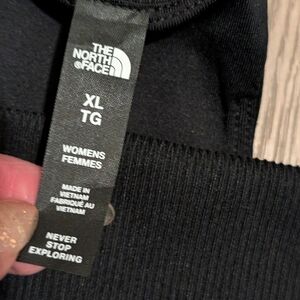 THE
NORTH
FACE
XL
TG
WOMENS
FEMMES
MADE IN
VIETNAM
FABRIQUÉ AU
VIETNAM
NEVER
STOP
EXPLORING